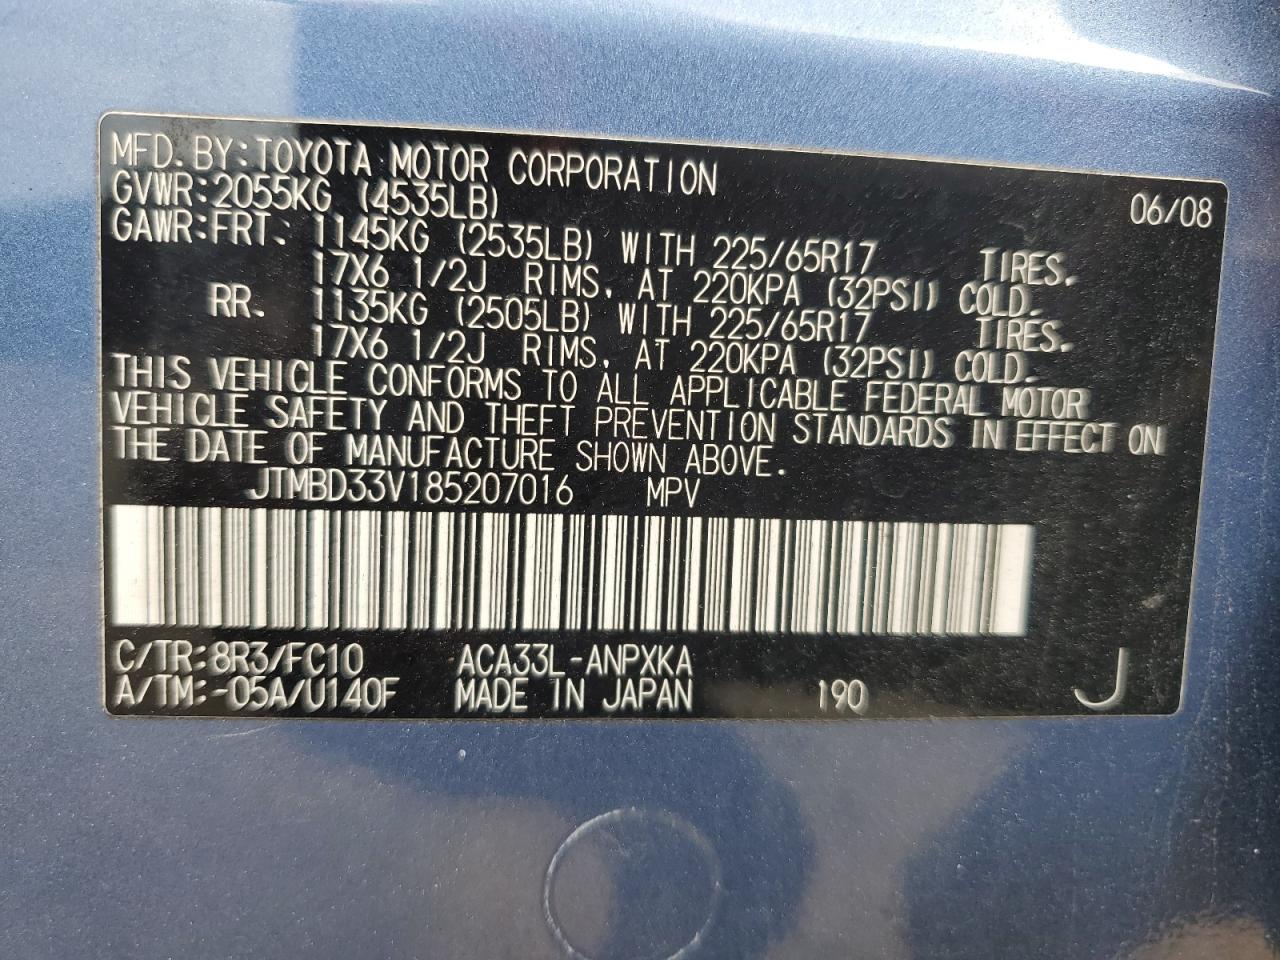 MFD. BY: TOYOTA MOTOR CORPORATION 06/08
GVWR: 2055KG (4535LB)
GAWR: FRT. 1145KG (2535LB) WITH 225/65R17 TIRES.
17X6 1/2J RIMS, AT 220KPA (32PSI) COLD.
RR. 1135KG (2505LB) WITH 225/65R17 TIRES.
17X6 1/2J RIMS, AT 220KPA (32PSI) COLD.
THIS VEHICLE CONFORMS TO ALL APPLICABLE FEDERAL MOTOR
VEHICLE SAFETY AND THEFT PREVENTION STANDARDS IN EFFECT ON
THE DATE OF MANUFACTURE SHOWN ABOVE.
JTMBD33V185207016 MPV
C/TR: 8R3/FC10 ACA33L-ANPXKA
A/TM: -05A/U140F MADE IN JAPAN 190 J